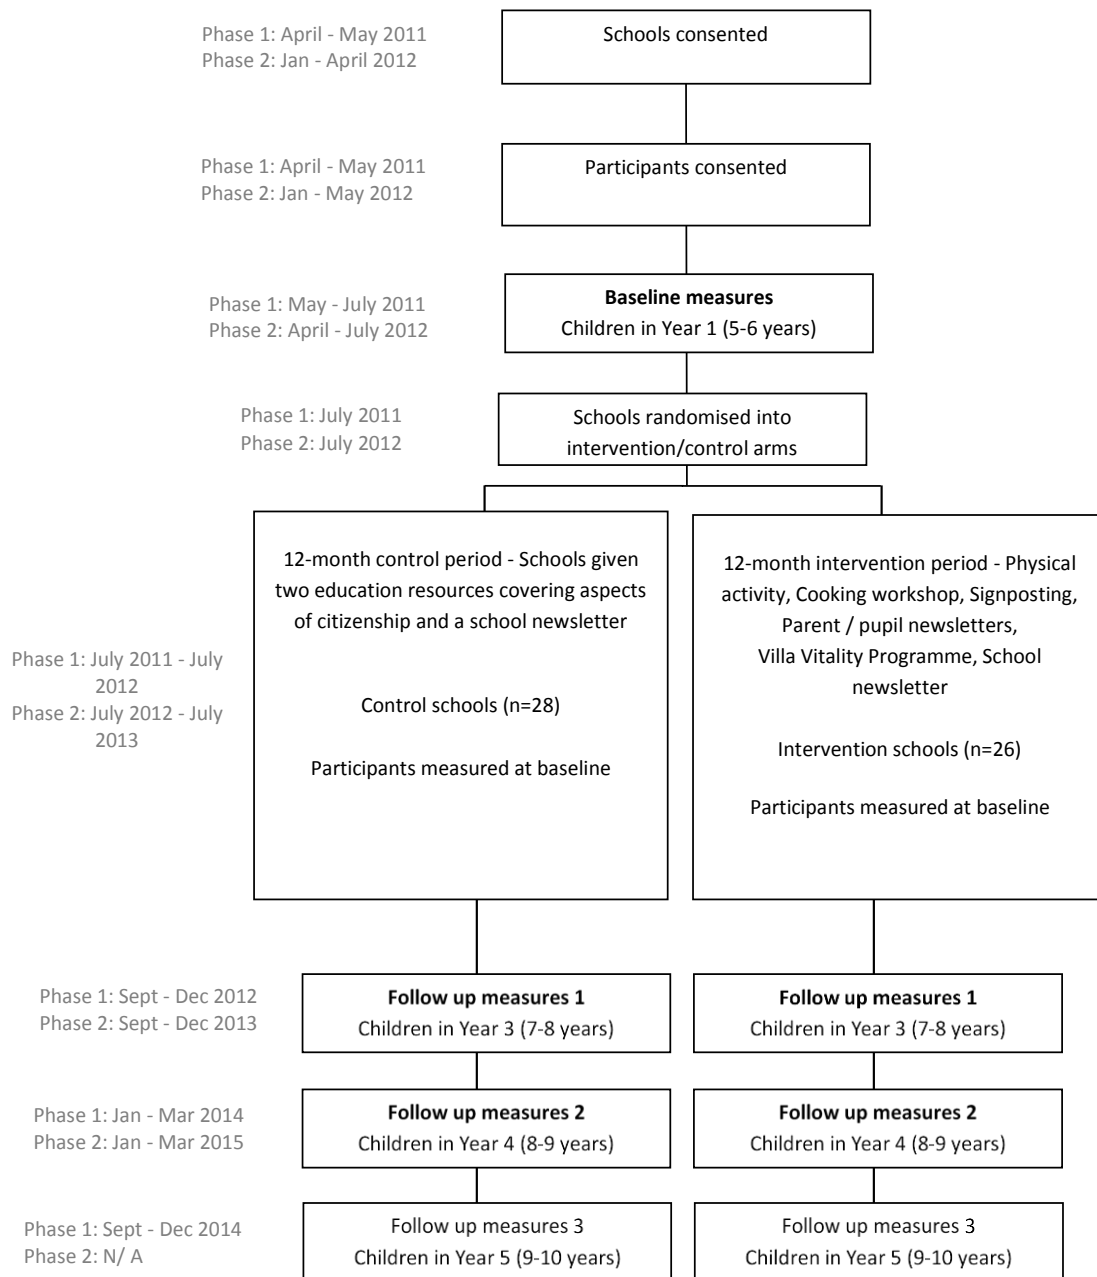 Phase 1: April - May 2011
Phase 2: Jan - April 2012
Schools consented
Phase 1: April - May 2011
Phase 2: Jan - May 2012
Participants consented
Phase 1: May - July 2011
Phase 2: April - July 2012
Baseline measures
Children in Year 1 (5-6 years)
Phase 1: July 2011
Phase 2: July 2012
Schools randomised into
intervention/control arms
Phase 1: July 2011 - July
2012
Phase 2: July 2012 - July
2013
12-month control period - Schools given
two education resources covering aspects
of citizenship and a school newsletter
Control schools (n=28)
Participants measured at baseline
12-month intervention period - Physical
activity, Cooking workshop, Signposting,
Parent / pupil newsletters,
Villa Vitality Programme, School
newsletter
Intervention schools (n=26)
Participants measured at baseline
Phase 1: Sept - Dec 2012
Phase 2: Sept - Dec 2013
Follow up measures 1
Children in Year 3 (7-8 years)
Follow up measures 1
Children in Year 3 (7-8 years)
Phase 1: Jan - Mar 2014
Phase 2: Jan - Mar 2015
Follow up measures 2
Children in Year 4 (8-9 years)
Follow up measures 2
Children in Year 4 (8-9 years)
Phase 1: Sept - Dec 2014
Phase 2: N/ A
Follow up measures 3
Children in Year 5 (9-10 years)
Follow up measures 3
Children in Year 5 (9-10 years)